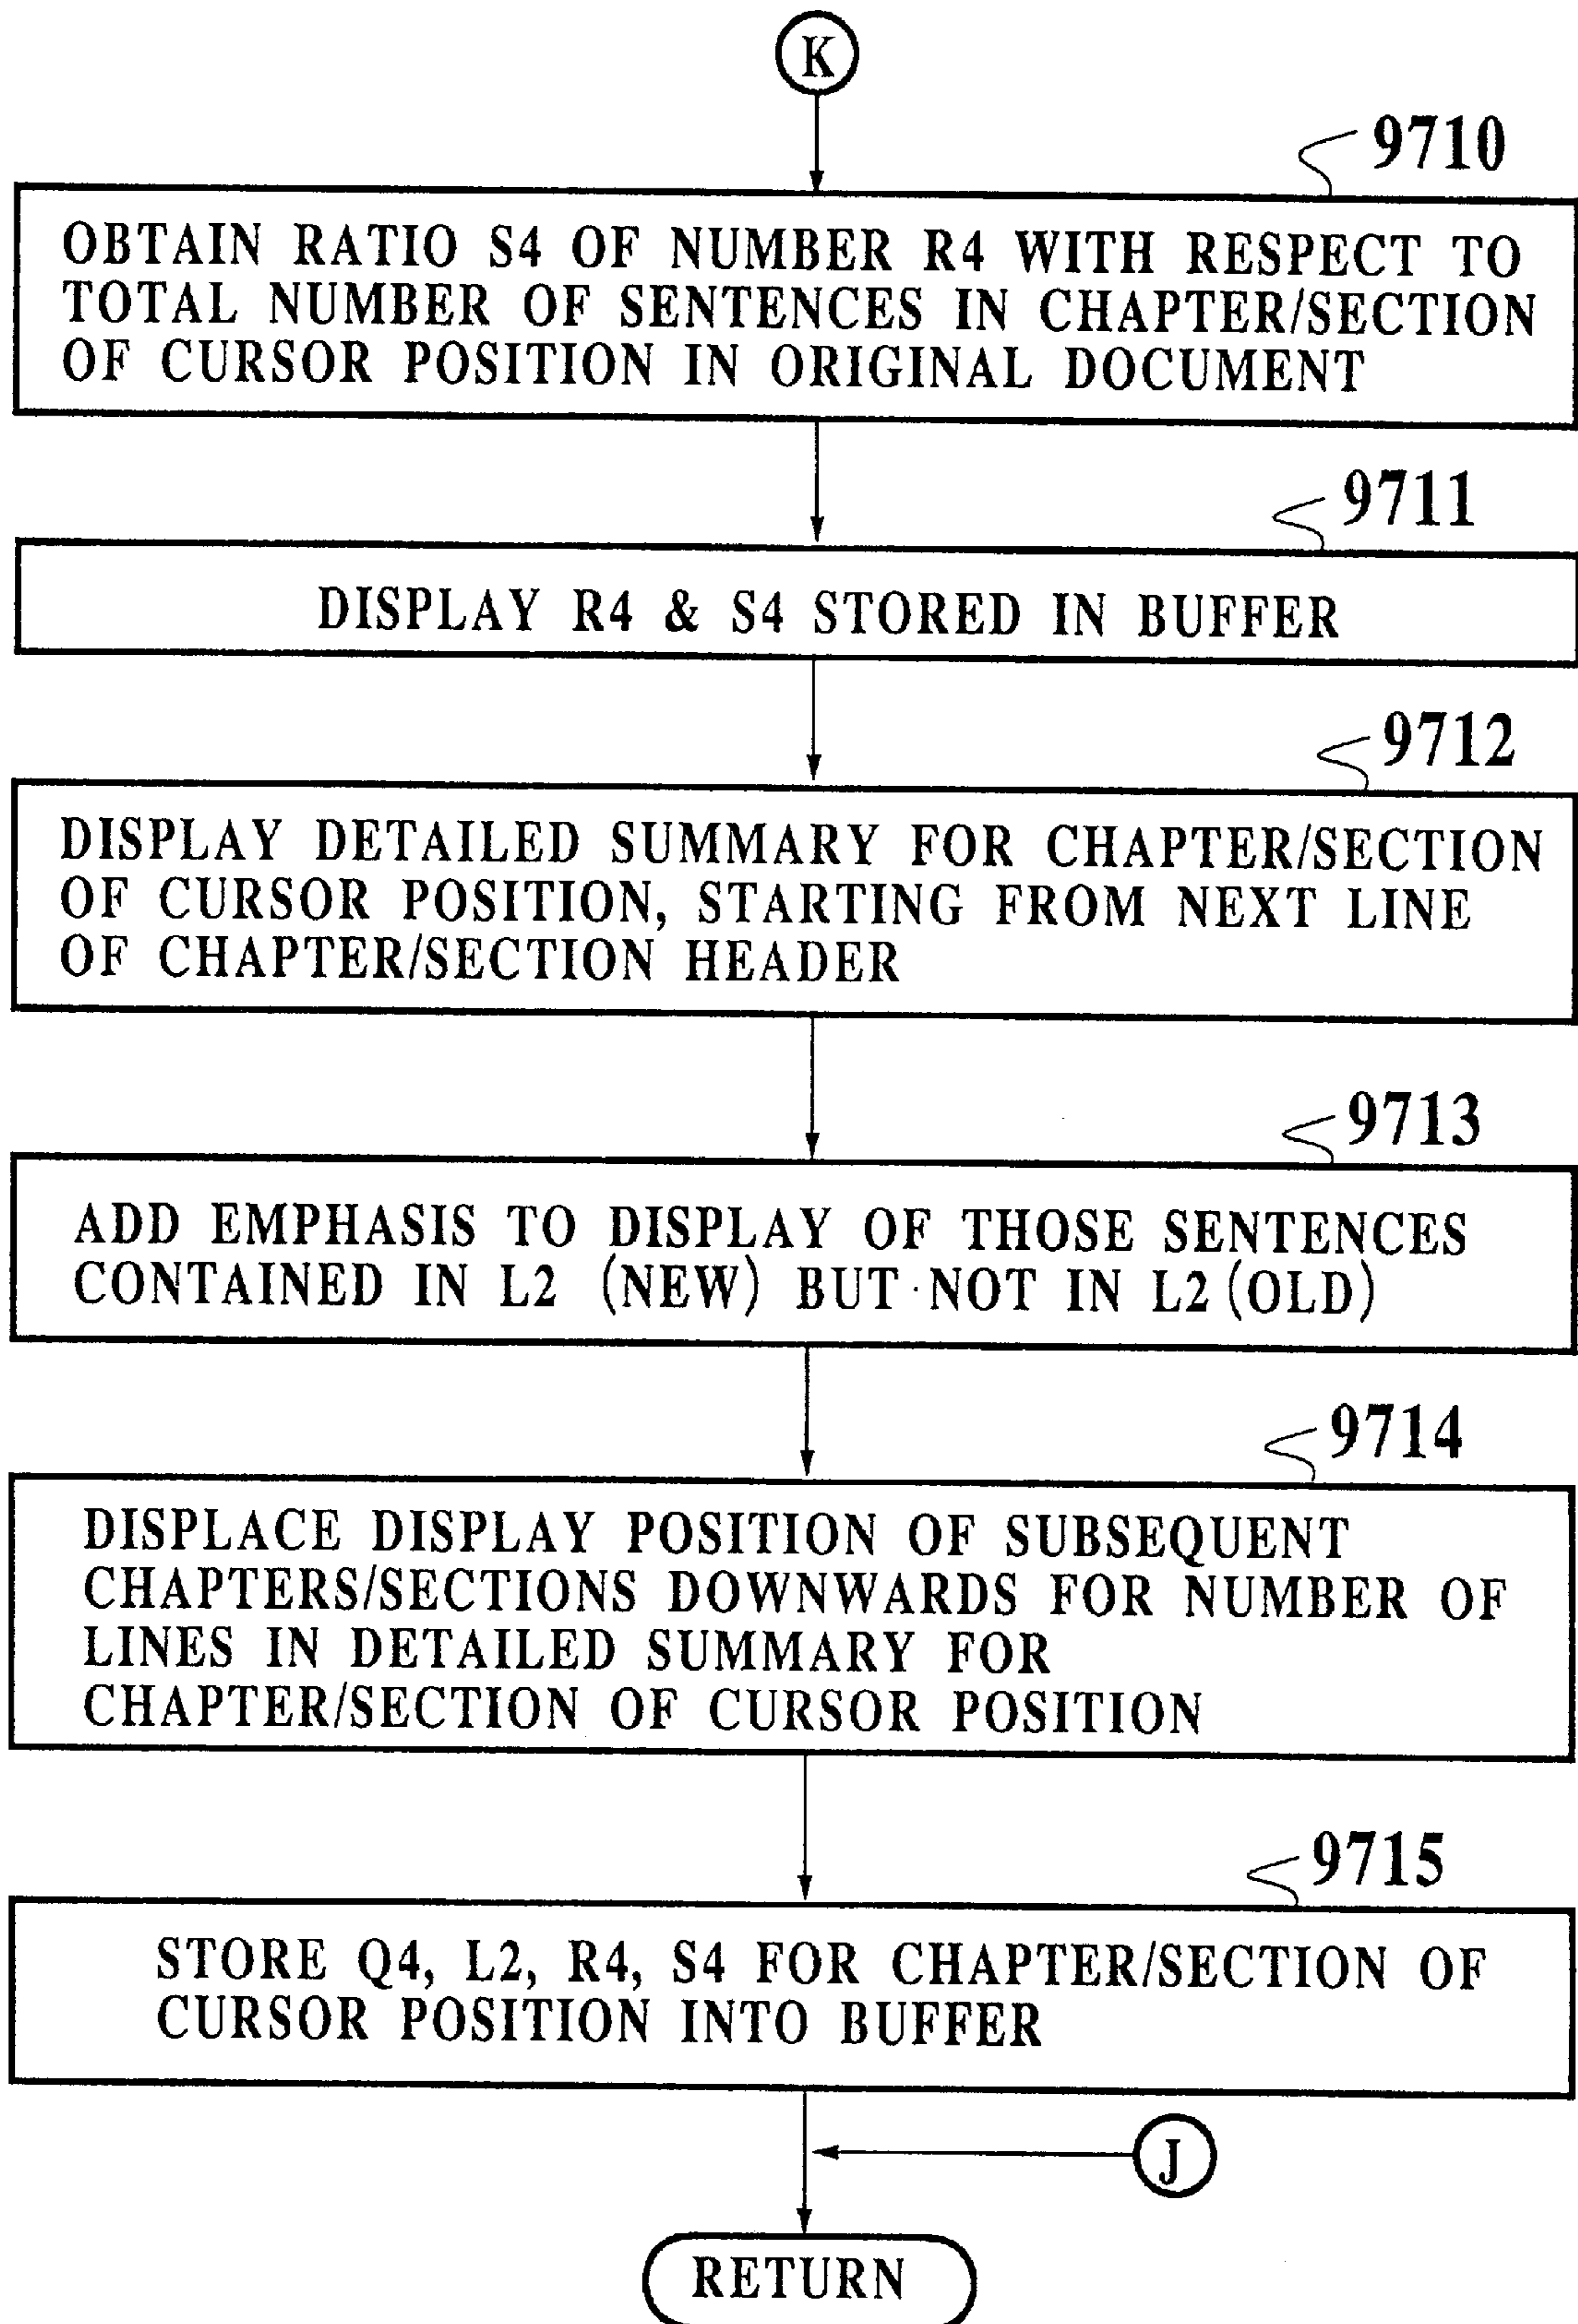 K
9710
OBTAIN RATIO S4 OF NUMBER R4 WITH RESPECT TO
TOTAL NUMBER OF SENTENCES IN CHAPTER/SECTION
OF CURSOR POSITION IN ORIGINAL DOCUMENT
9711
DISPLAY R4 & S4 STORED IN BUFFER
9712
DISPLAY DETAILED SUMMARY FOR CHAPTER/SECTION
OF CURSOR POSITION, STARTING FROM NEXT LINE
OF CHAPTER/SECTION HEADER
9713
ADD EMPHASIS TO DISPLAY OF THOSE SENTENCES
CONTAINED IN L2 (NEW) BUT NOT IN L2 (OLD)
9714
DISPLACE DISPLAY POSITION OF SUBSEQUENT
CHAPTERS/SECTIONS DOWNWARDS FOR NUMBER OF
LINES IN DETAILED SUMMARY FOR
CHAPTER/SECTION OF CURSOR POSITION
9715
STORE Q4, L2, R4, S4 FOR CHAPTER/SECTION OF
CURSOR POSITION INTO BUFFER
J
RETURN